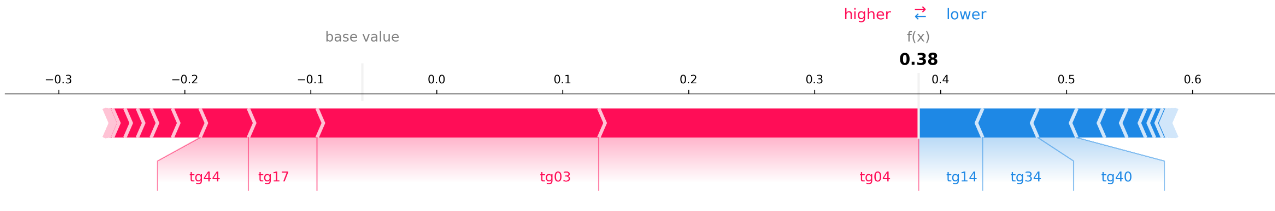 higher ⇄ lower
base value f(x)
0.38
−0.3 −0.2 −0.1 0.0 0.1 0.2 0.3 0.4 0.5 0.6
tg44 tg17 tg03 tg04 tg14 tg34 tg40